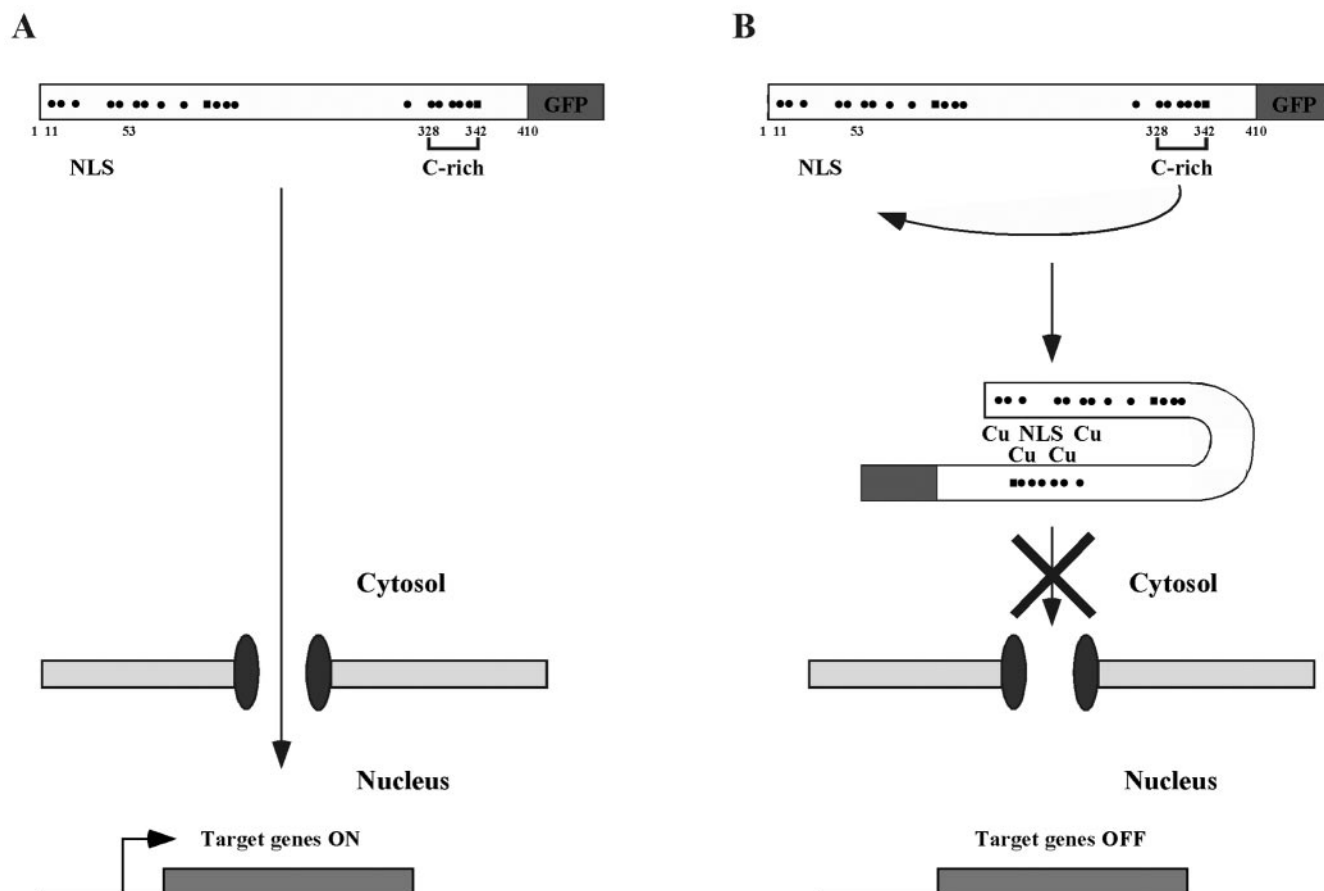 A
GFP
1 11 53 328 342 410
NLS C-rich
Cytosol
Nucleus
Target genes ON
B
GFP
1 11 53 328 342 410
NLS C-rich
Cu NLS Cu
Cu Cu
Cytosol
Nucleus
Target genes OFF